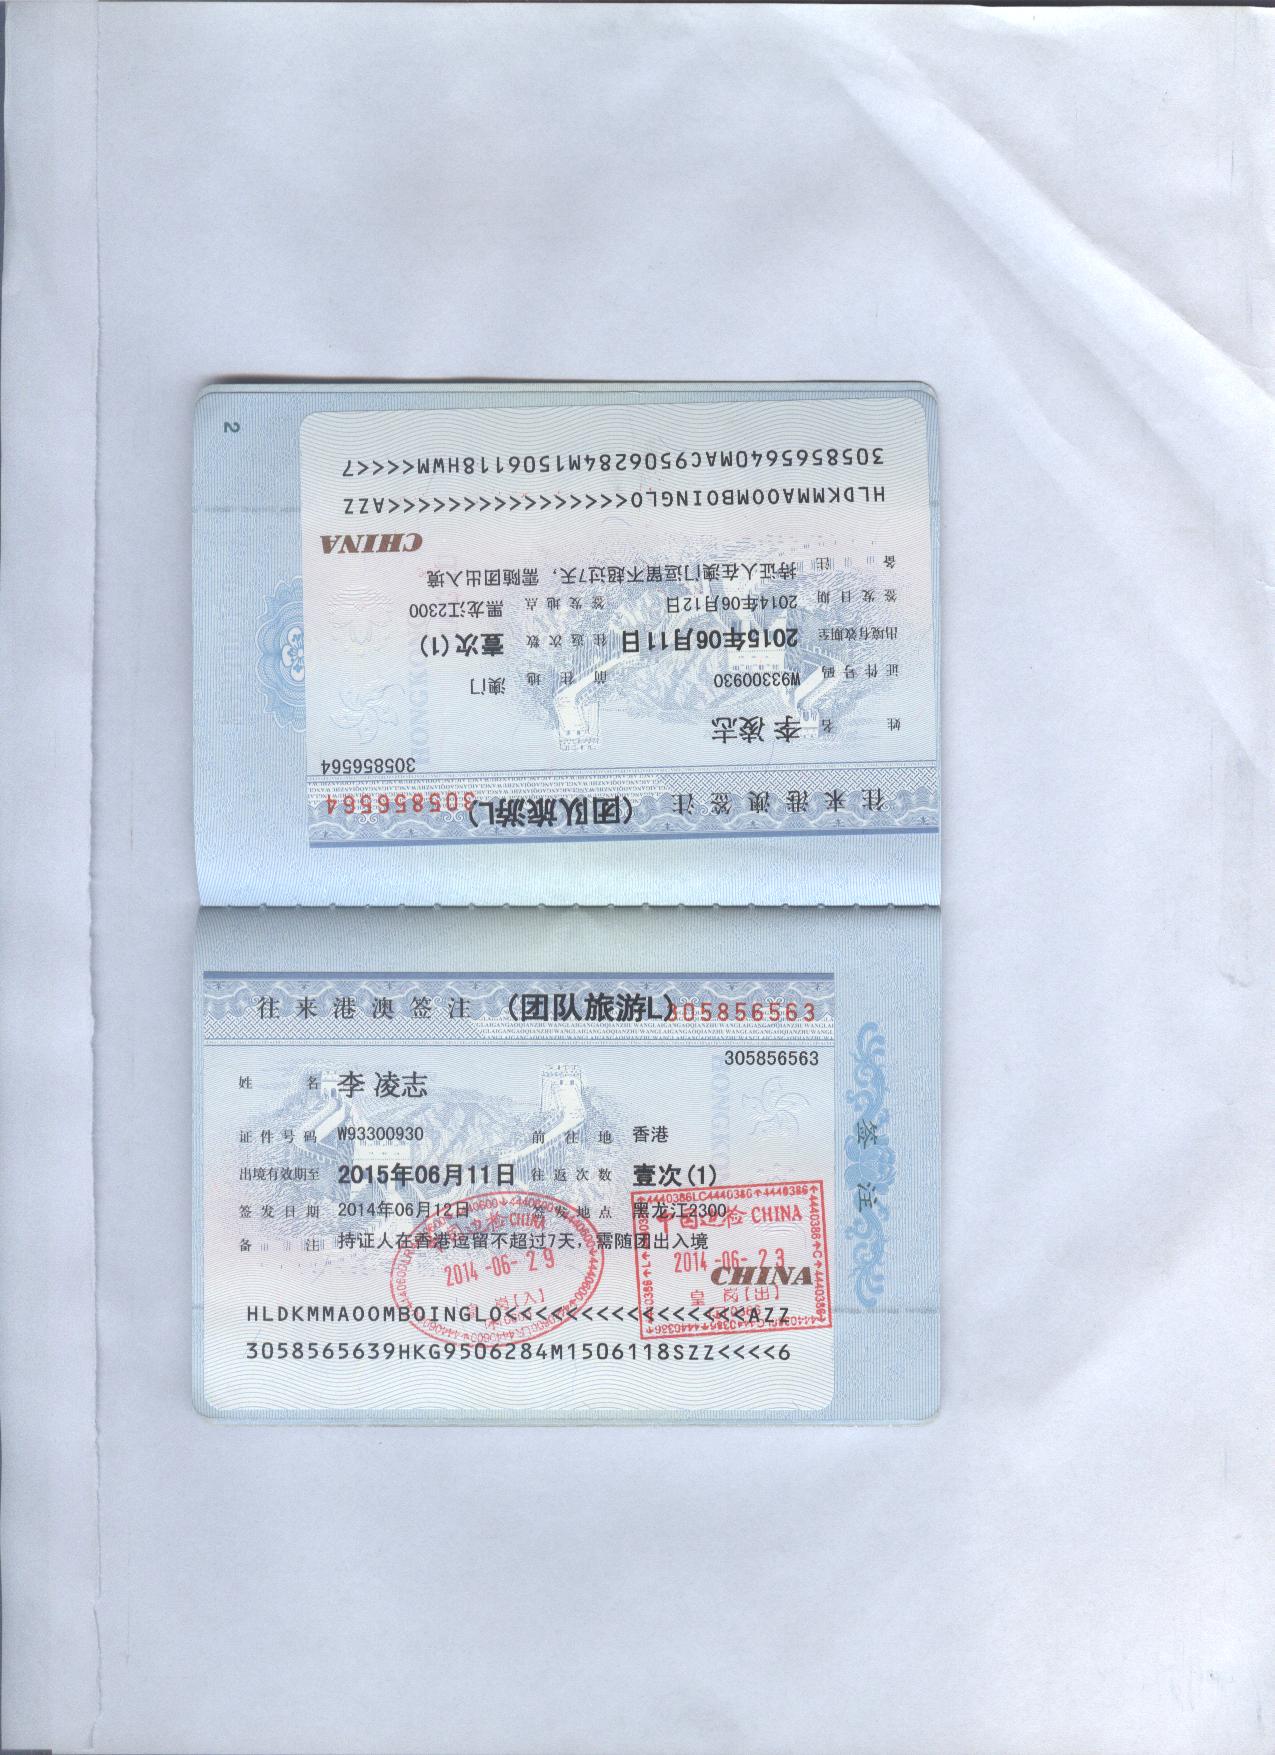 2
往来港澳签注 (团队旅游L) 305856564
305856564
姓 名 李 凌志
证件号码 W93300930 前往地 澳门
出境有效期至 2015年06月11日 往返次数 壹次(1)
签发日期 2014年06月12日 签发地点 黑龙江2300
备 注 持证人在澳门逗留不超过7天, 需随团出入境
CHINA
HLDKMMAOOMBOINGLO<<<<<<<<<<<<<<<<<<AZZ
3058565640MAC9506284M1506118HWM<<<<7
往来港澳签注 (团队旅游L) 305856563
305856563
姓 名 李 凌志
证件号码 W93300930 前往地 香港
出境有效期至 2015年06月11日 往返次数 壹次(1)
签发日期 2014年06月12日 签发地点 黑龙江2300
备 注 持证人在香港逗留不超过7天, 需随团出入境
CHINA
HLDKMMAOOMBOINGLO<<<<<<<<<<<<<<<<<<AZZ
3058565639HKG9506284M1506118SZZ<<<<6
边检 CHINA
2014-06-29
岗[入]
中国边检 CHINA
2014-06-23
皇岗[出]
签注